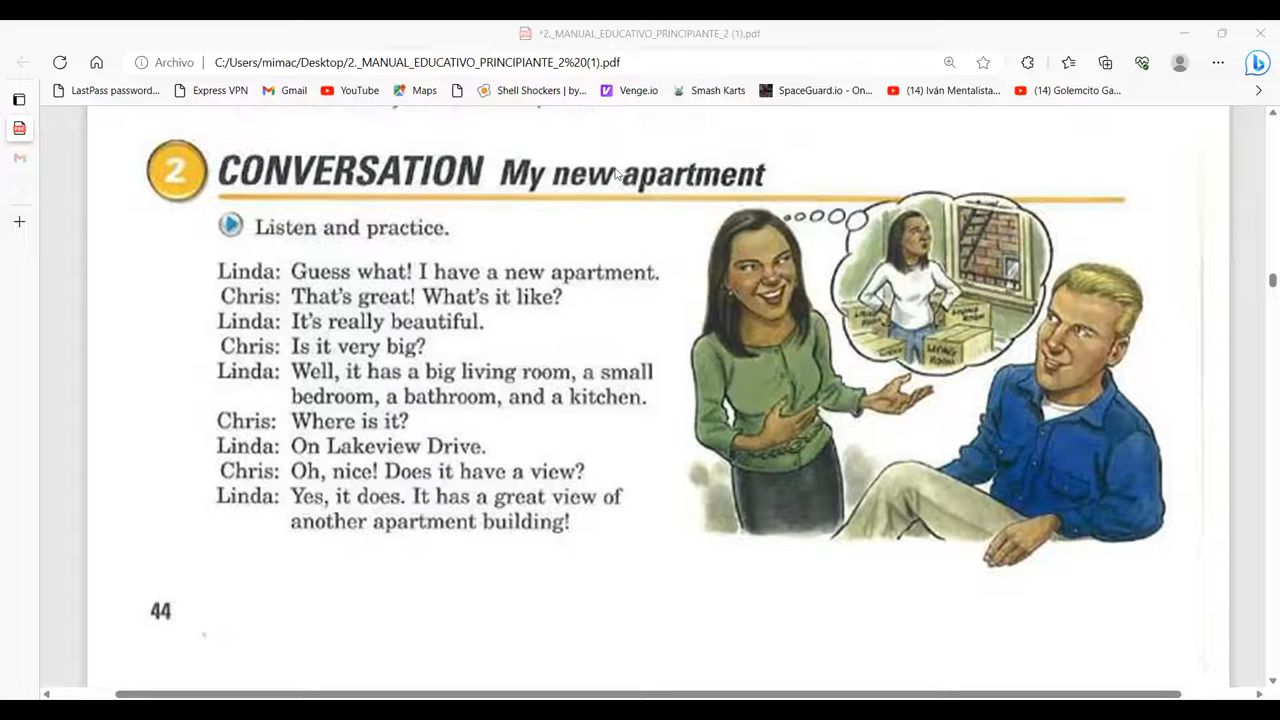 *2._MANUAL_EDUCATIVO_PRINCIPIANTE_2 (1).pdf
Archivo
C:/Users/mimac/Desktop/2._MANUAL_EDUCATIVO_PRINCIPIANTE_2%20(1).pdf
LastPass password...
Express VPN
Gmail
YouTube
Maps
Shell Shockers | by...
Venge.io
Smash Karts
SpaceGuard.io - On...
(14) Iván Mentalista...
(14) Golemcito Ga...
2 CONVERSATION My new apartment
Listen and practice.
Linda: Guess what! I have a new apartment.
Chris: That's great! What's it like?
Linda: It's really beautiful.
Chris: Is it very big?
Linda: Well, it has a big living room, a small
bedroom, a bathroom, and a kitchen.
Chris: Where is it?
Linda: On Lakeview Drive.
Chris: Oh, nice! Does it have a view?
Linda: Yes, it does. It has a great view of
another apartment building!
LIVING
ROOM
LIVING
ROOM
LIVING
ROOM
44